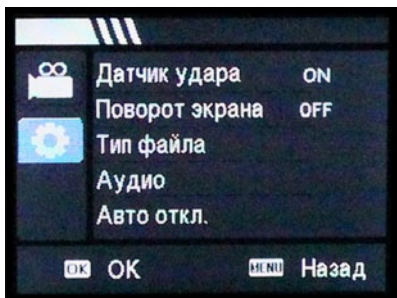 Датчик удара ON
Поворот экрана OFF
Тип файла
Аудио
Авто откл.
OK OK MENU Назад